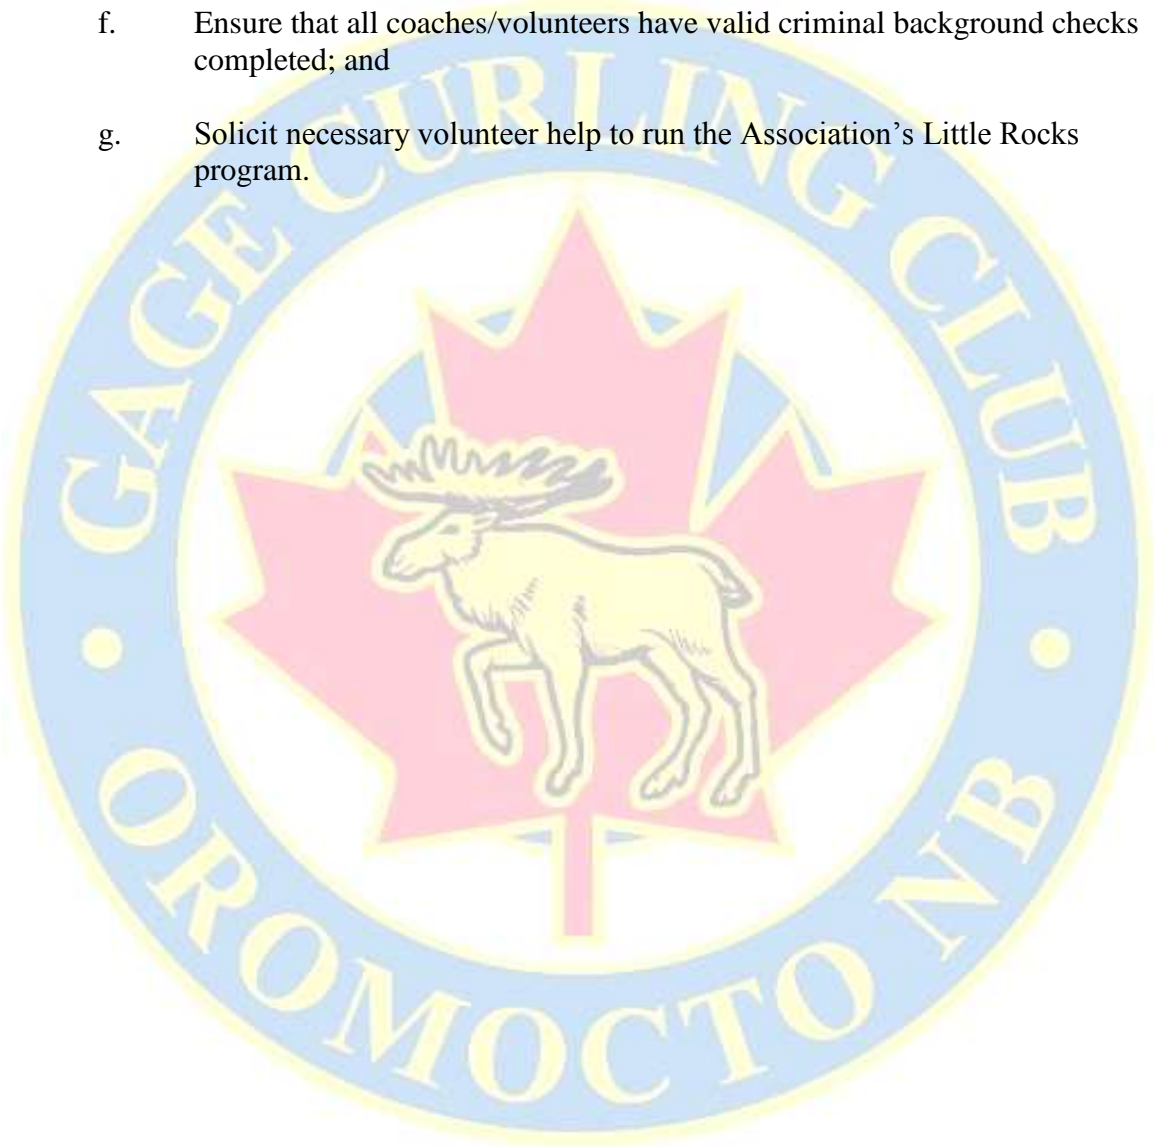 f. Ensure that all coaches/volunteers have valid criminal background checks
completed; and
g. Solicit necessary volunteer help to run the Association’s Little Rocks
program.
GAGE CURLING CLUB
• OROMOCTO NB •